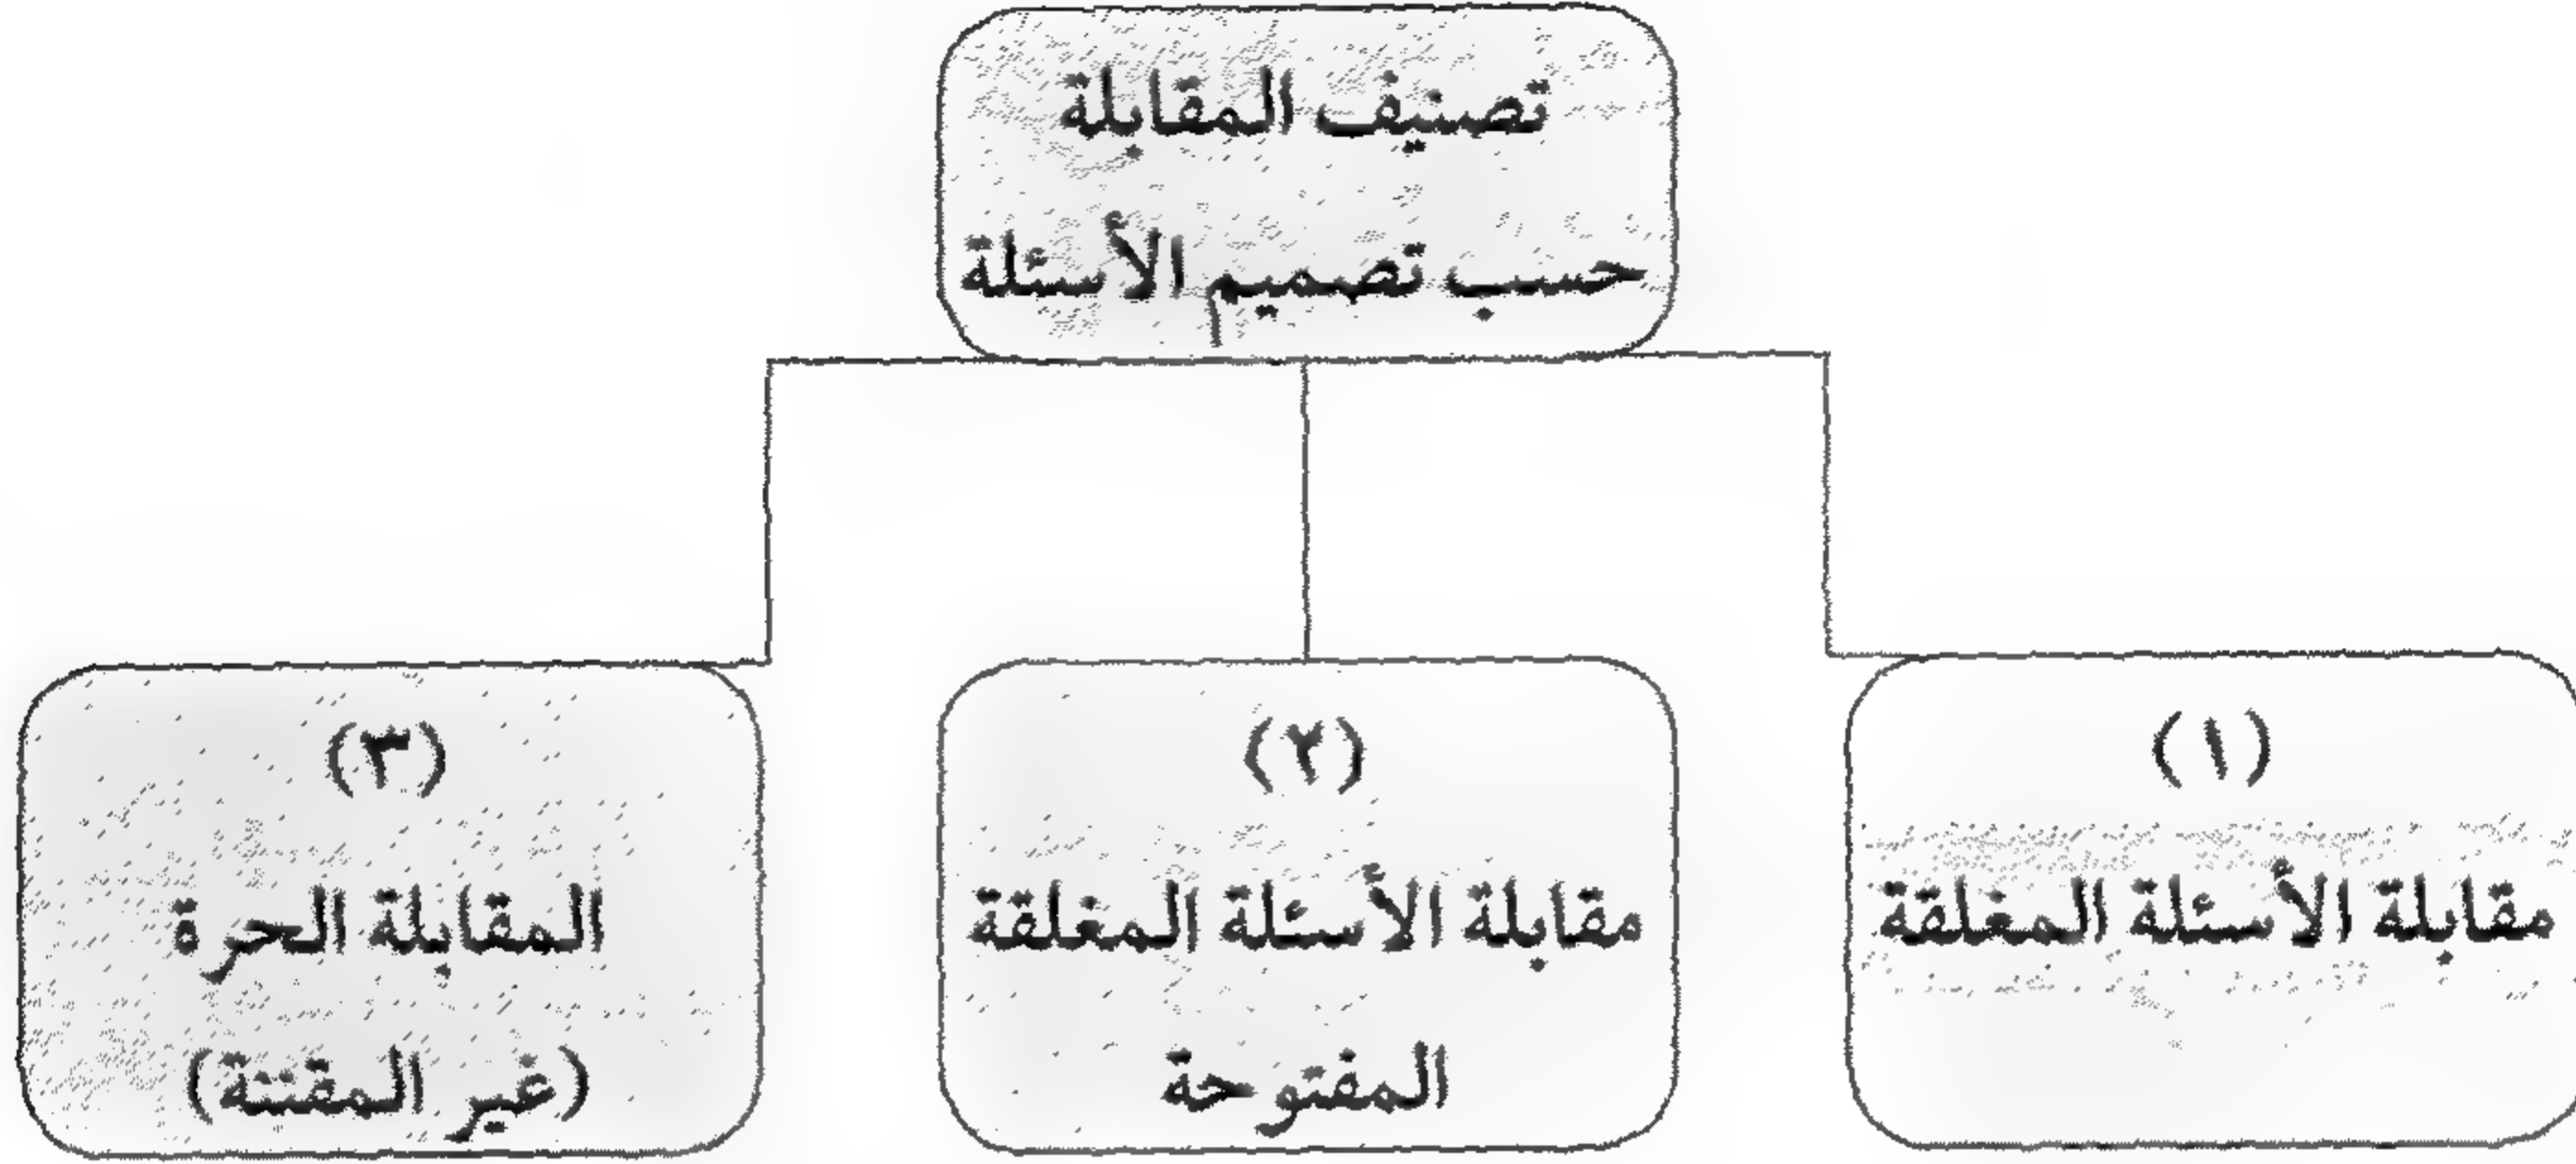 تصنيف المقابلة
حسب تصميم الأسئلة
(١)
مقابلة الأسئلة المغلقة
(٢)
مقابلة الأسئلة المغلقة
المفتوحة
(٣)
المقابلة الحرة
(غير المقننة)